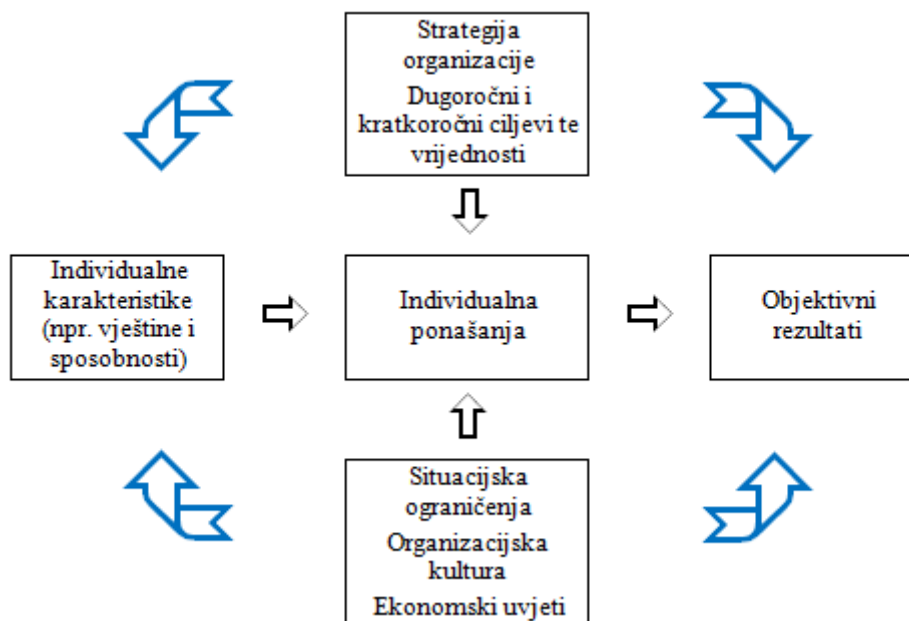 Strategija
organizacije
Dugoročni i
kratkoročni ciljevi te
vrijednosti
Individualne
karakteristike
(npr. vještine i
sposobnosti)
Individualna
ponašanja
Objektivni
rezultati
Situacijska
ograničenja
Organizacijska
kultura
Ekonomski uvjeti